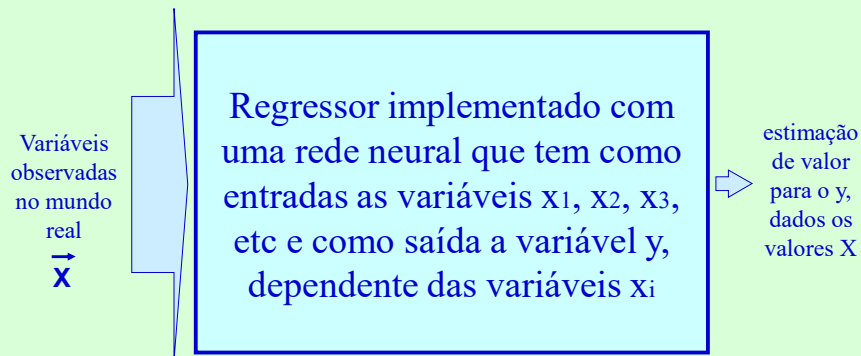 Variáveis
observadas
no mundo
real
X
Regressor implementado com
uma rede neural que tem como
entradas as variáveis x1, x2, x3,
etc e como saída a variável y,
dependente das variáveis xi
estimação
de valor
para o y,
dados os
valores X